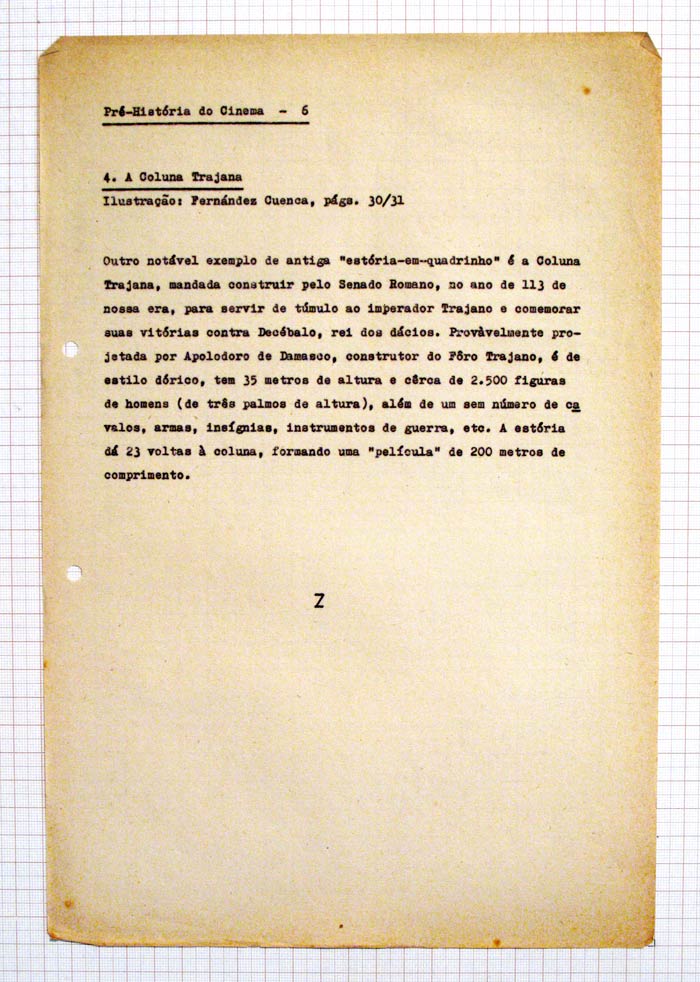 Pré-História do Cinema - 6
4. A Coluna Trajana
Ilustração: Fernández Cuenca, págs. 30/31
Outro notável exemplo de antiga "estória-em-quadrinho" é a Coluna
Trajana, mandada construir pelo Senado Romano, no ano de 113 de
nossa era, para servir de túmulo ao imperador Trajano e comemorar
suas vitórias contra Decébalo, rei dos dácios. Provàvelmente pro-
jetada por Apolodoro de Damasco, construtor do Fôro Trajano, é de
estilo dórico, tem 35 metros de altura e cêrca de 2.500 figuras
de homens (de três palmos de altura), além de um sem número de ca
valos, armas, insígnias, instrumentos de guerra, etc. A estória
dá 23 voltas à coluna, formando uma "película" de 200 metros de
comprimento.
Z